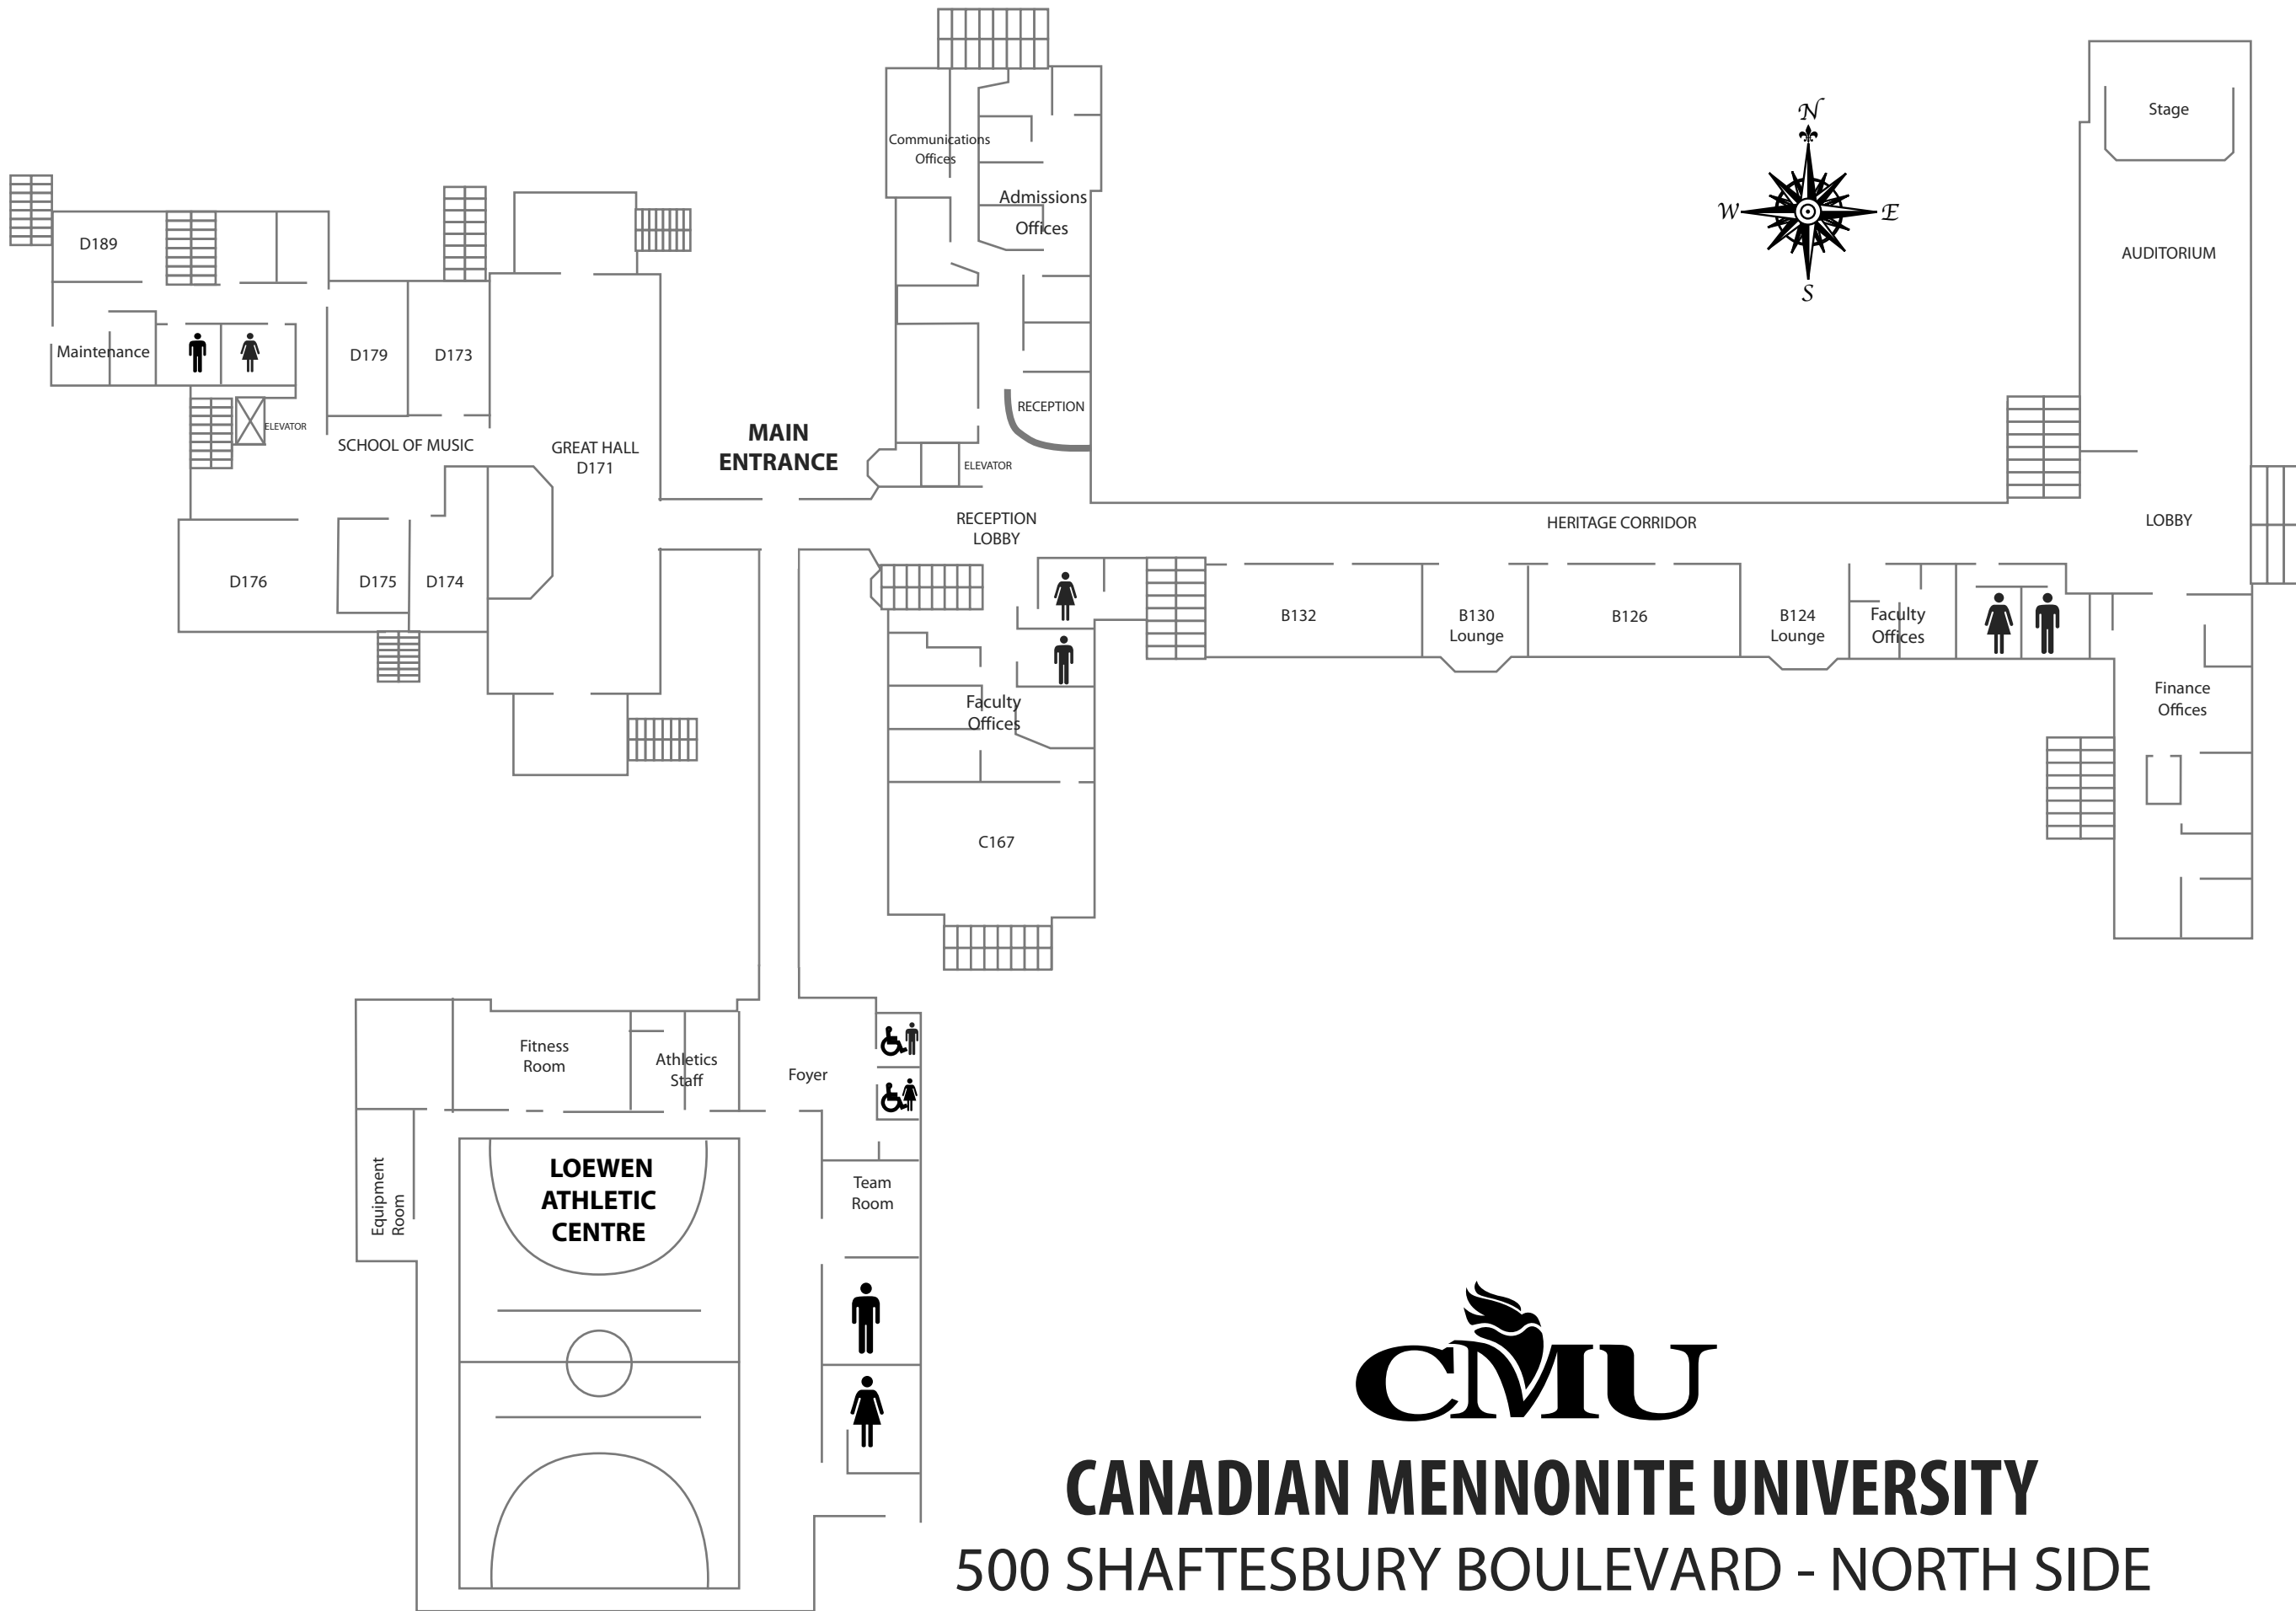 N
W
E
S
Stage
AUDITORIUM
LOBBY
Communications
Offices
Admissions
Offices
RECEPTION
ELEVATOR
MAIN
ENTRANCE
RECEPTION
LOBBY
HERITAGE CORRIDOR
D189
Maintenance
D179
D173
ELEVATOR
SCHOOL OF MUSIC
GREAT HALL
D171
D176
D175
D174
B132
B130
Lounge
B126
B124
Lounge
Faculty
Offices
Finance
Offices
Faculty
Offices
C167
Fitness
Room
Athletics
Staff
Foyer
Equipment
Room
LOEWEN
ATHLETIC
CENTRE
Team
Room
CMU
CANADIAN MENNONITE UNIVERSITY
500 SHAFTESBURY BOULEVARD - NORTH SIDE